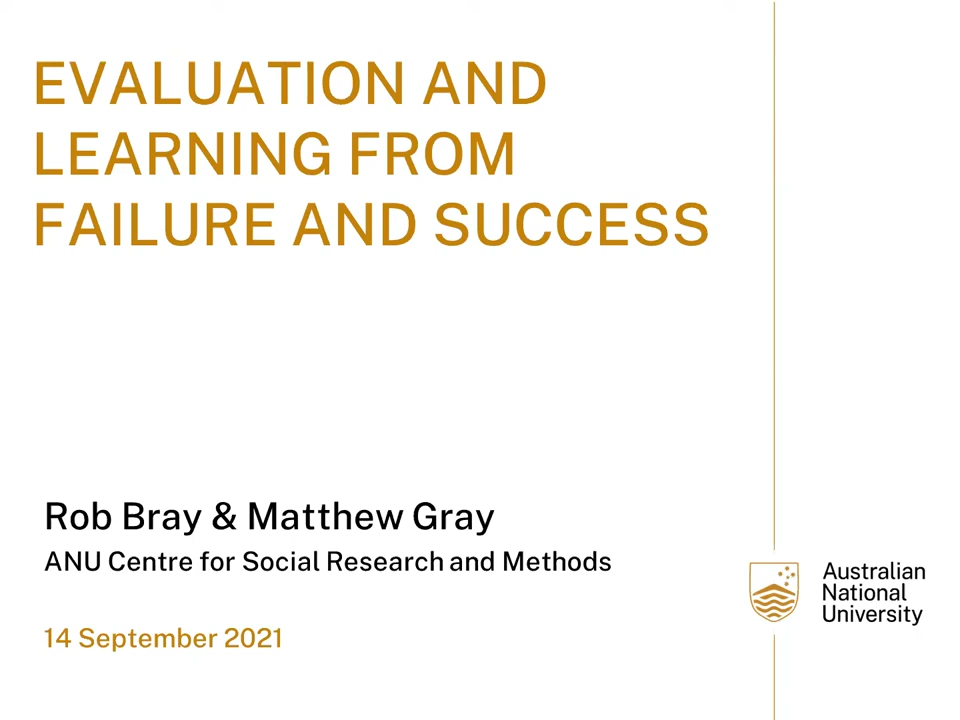 EVALUATION AND
LEARNING FROM
FAILURE AND SUCCESS
Rob Bray & Matthew Gray
ANU Centre for Social Research and Methods
14 September 2021
Australian
National
University